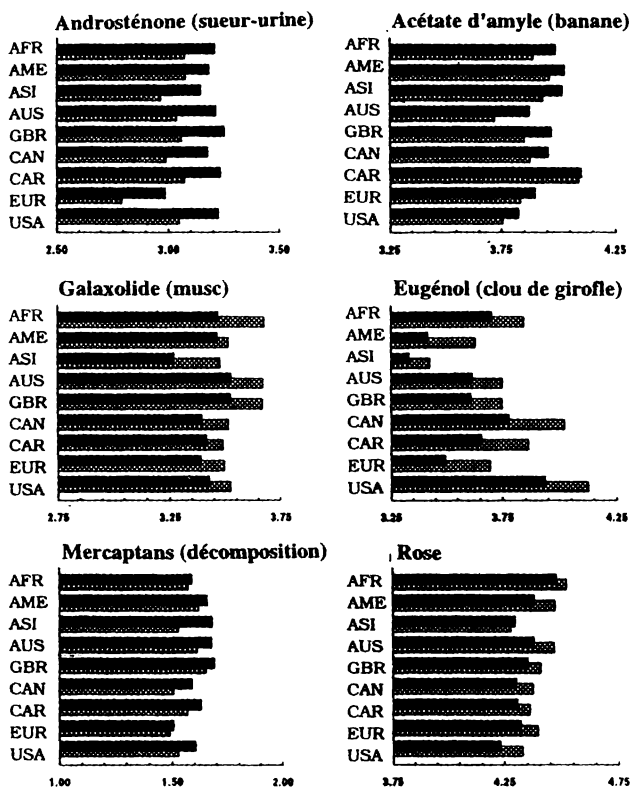 Androsténone (sueur-urine)
AFR
AME
ASI
AUS
GBR
CAN
CAR
EUR
USA
2.50 3.00 3.50
Acétate d'amyle (banane)
AFR
AME
ASI
AUS
GBR
CAN
CAR
EUR
USA
3.25 3.75 4.25
Galaxolide (musc)
AFR
AME
ASI
AUS
GBR
CAN
CAR
EUR
USA
2.75 3.25 3.75
Eugénol (clou de girofle)
AFR
AME
ASI
AUS
GBR
CAN
CAR
EUR
USA
3.25 3.75 4.25
Mercaptans (décomposition)
AFR
AME
ASI
AUS
GBR
CAN
CAR
EUR
USA
1.00 1.50 2.00
Rose
AFR
AME
ASI
AUS
GBR
CAN
CAR
EUR
USA
3.75 4.25 4.75